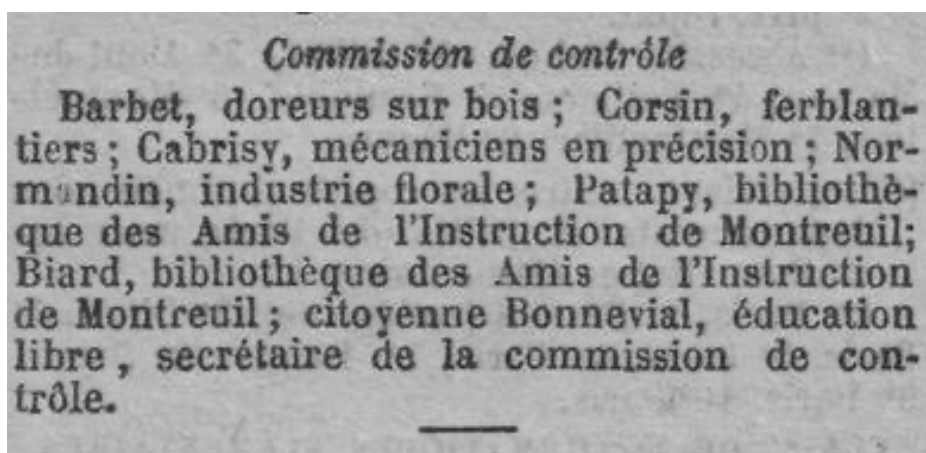 Commission de contrôle
Barbet, doreurs sur bois ; Corsin, ferblan-
tiers ; Cabrisy, mécaniciens en précision ; Nor-
mandin, industrie florale ; Patapy, bibliothè-
que des Amis de l'Instruction de Montreuil;
Biard, bibliothèque des Amis de l'Instruction
de Montreuil ; citoyenne Bonnevial, éducation
libre, secrétaire de la commission de con-
trôle.